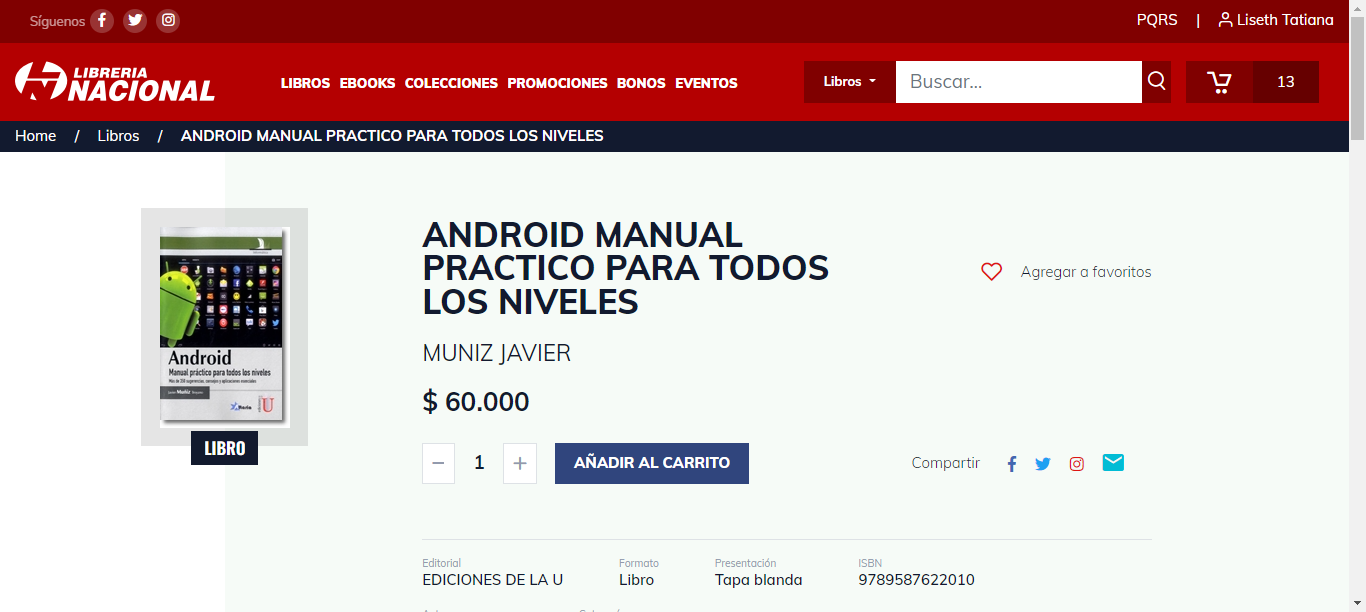 Síguenos
PQRS | Liseth Tatiana
LIBRERIA
NACIONAL
LIBROS EBOOKS COLECCIONES PROMOCIONES BONOS EVENTOS
Libros
Buscar...
13
Home / Libros / ANDROID MANUAL PRACTICO PARA TODOS LOS NIVELES
Android
Manual práctico para todos los niveles
LIBRO
ANDROID MANUAL
PRACTICO PARA TODOS
LOS NIVELES
Agregar a favoritos
MUNIZ JAVIER
$ 60.000
− 1 +
AÑADIR AL CARRITO
Compartir
Editorial Formato Presentación ISBN
EDICIONES DE LA U Libro Tapa blanda 9789587622010